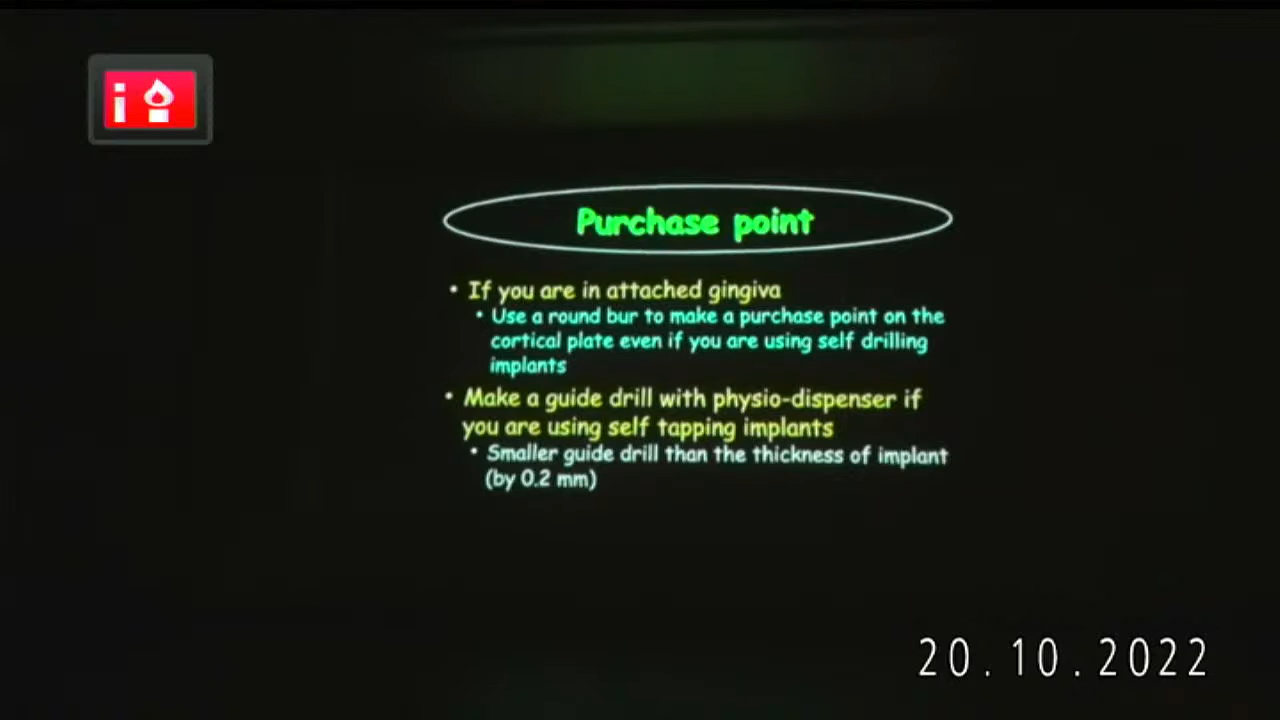 Purchase point
• If you are in attached gingiva
• Use a round bur to make a purchase point on the
cortical plate even if you are using self drilling
implants
• Make a guide drill with physio-dispenser if
you are using self tapping implants
• Smaller guide drill than the thickness of implant
(by 0.2 mm)
20.10.2022